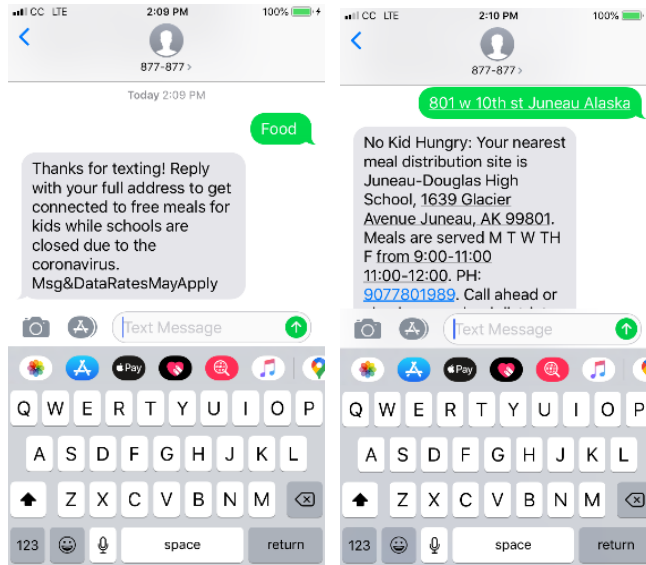 CC LTE 2:09 PM 100%
877-877 >
Today 2:09 PM
Food
Thanks for texting! Reply
with your full address to get
connected to free meals for
kids while schools are
closed due to the
coronavirus.
Msg&DataRatesMayApply
Text Message
Pay
Q W E R T Y U I O P
A S D F G H J K L
Z X C V B N M
123 space return
CC LTE 2:10 PM 100%
877-877 >
801 w 10th st Juneau Alaska
No Kid Hungry: Your nearest
meal distribution site is
Juneau-Douglas High
School, 1639 Glacier
Avenue Juneau, AK 99801.
Meals are served M T W TH
F from 9:00-11:00
11:00-12:00. PH:
9077801989. Call ahead or
Text Message
Pay
Q W E R T Y U I O P
A S D F G H J K L
Z X C V B N M
123 space return